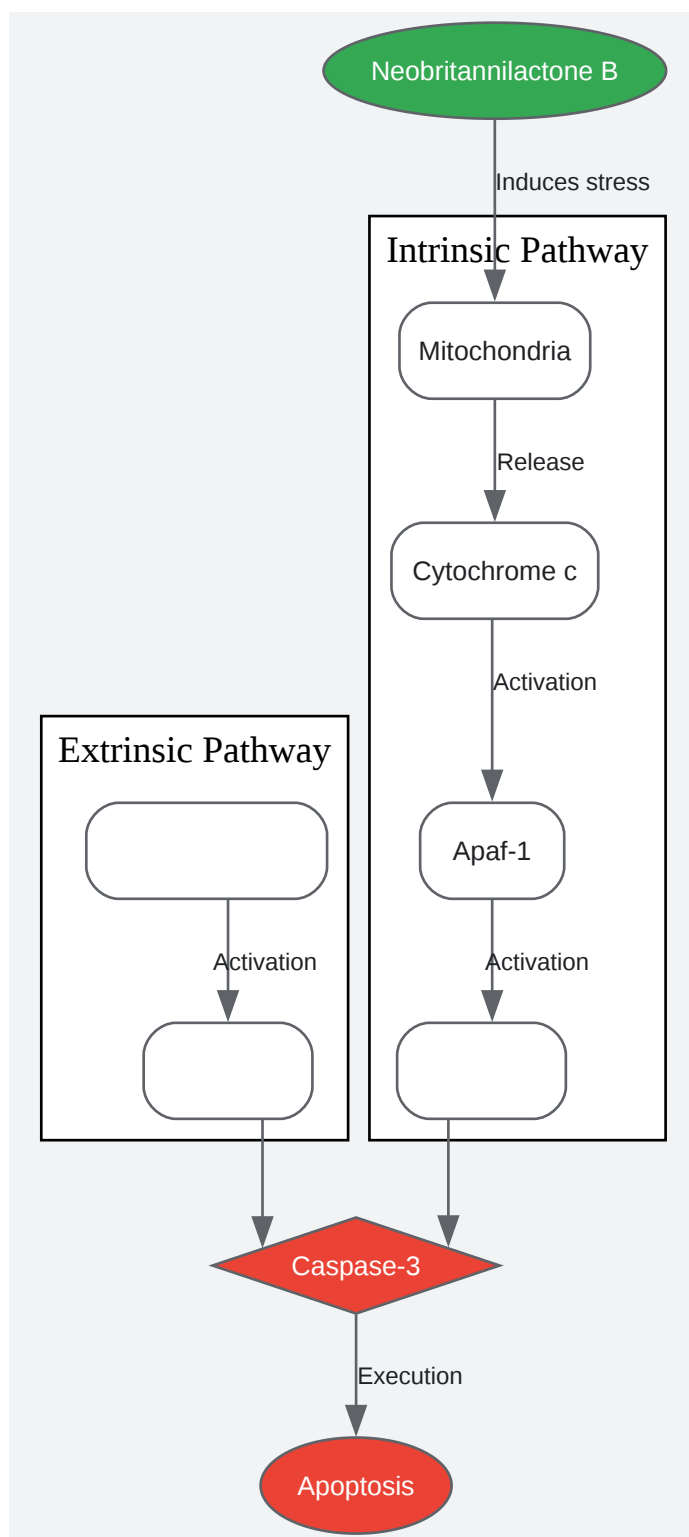 Neobritannilactone B
Induces stress
Intrinsic Pathway
Mitochondria
Release
Cytochrome c
Activation
Extrinsic Pathway
Apaf-1
Activation
Activation
Caspase-3
Execution
Apoptosis